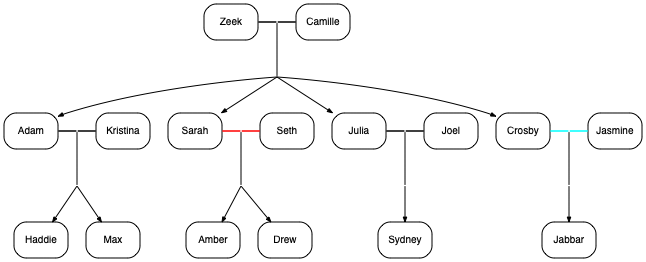 Zeek
Camille
Adam
Kristina
Sarah
Seth
Julia
Joel
Crosby
Jasmine
Haddie
Max
Amber
Drew
Sydney
Jabbar